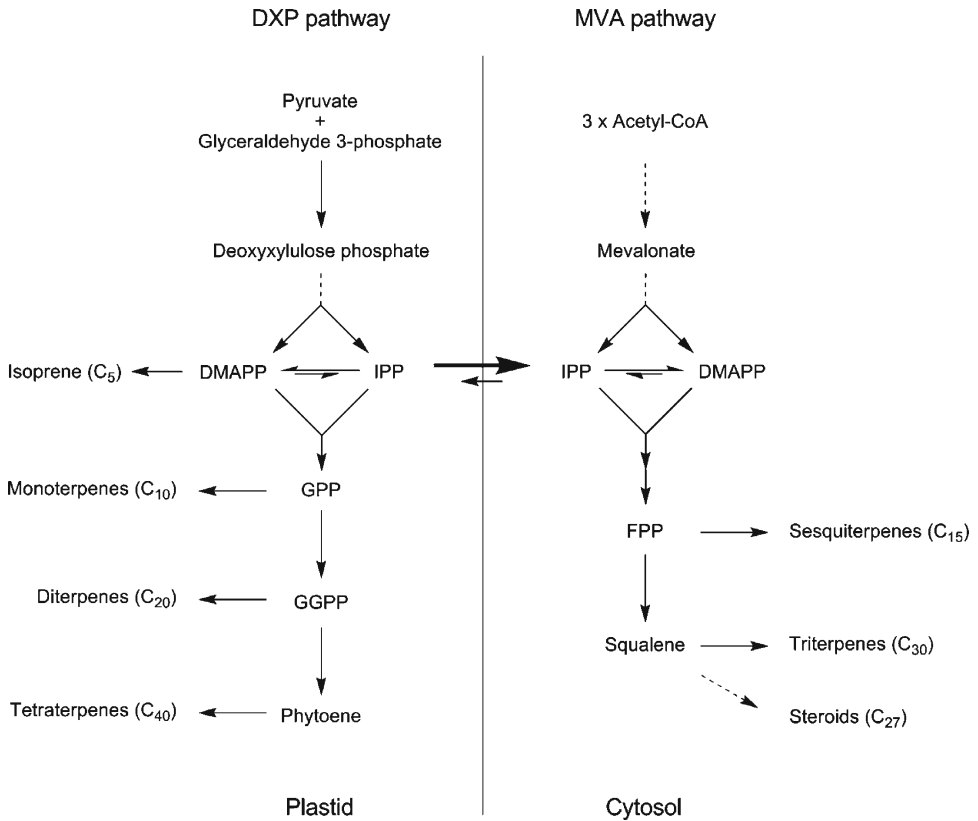 DXP pathway
MVA pathway
Pyruvate
+
Glyceraldehyde 3-phosphate
3 x Acetyl-CoA
Deoxyxylulose phosphate
Mevalonate
Isoprene (C5)
DMAPP
IPP
IPP
DMAPP
Monoterpenes (C10)
GPP
FPP
Sesquiterpenes (C15)
Diterpenes (C20)
GGPP
Squalene
Triterpenes (C30)
Tetraterpenes (C40)
Phytoene
Steroids (C27)
Plastid
Cytosol